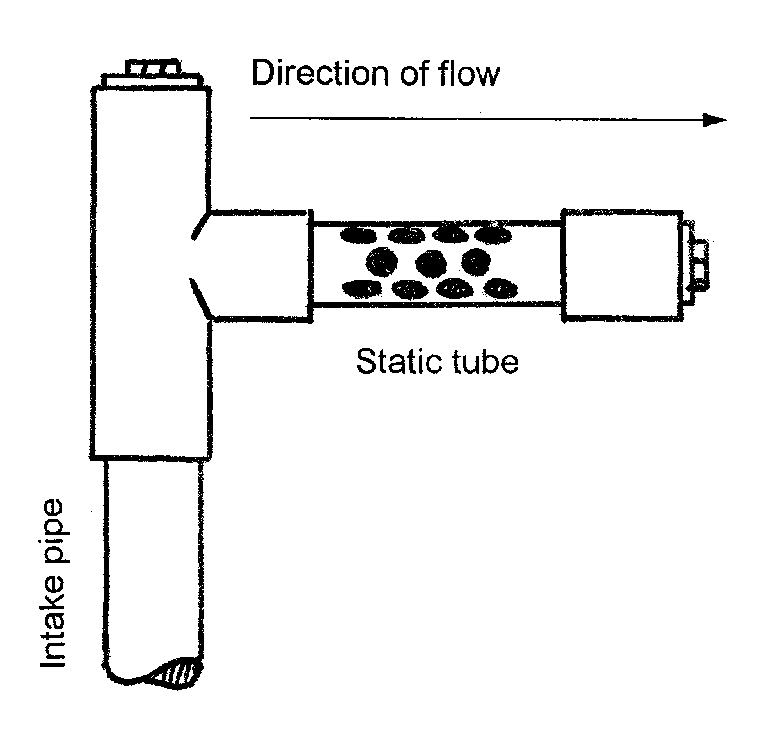 Direction of flow
Static tube
Intake pipe